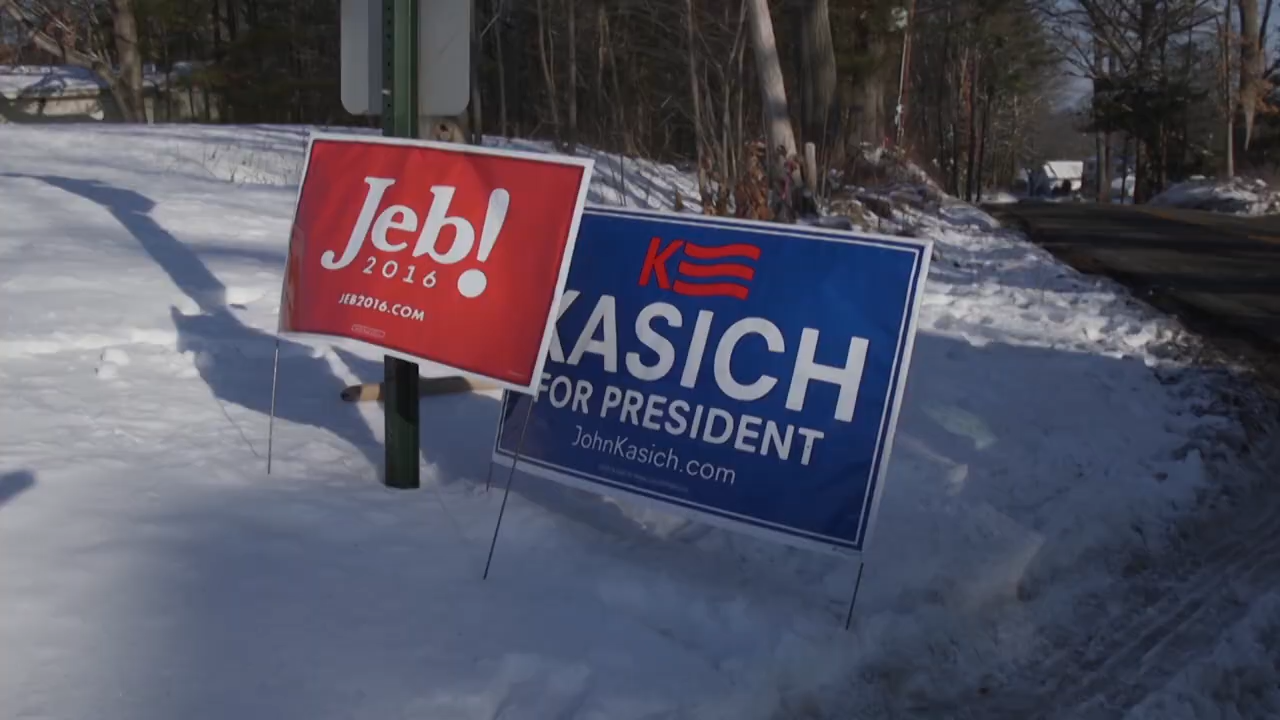 Jeb!
2016
JEB2016.COM
K
KASICH
FOR PRESIDENT
JohnKasich.com